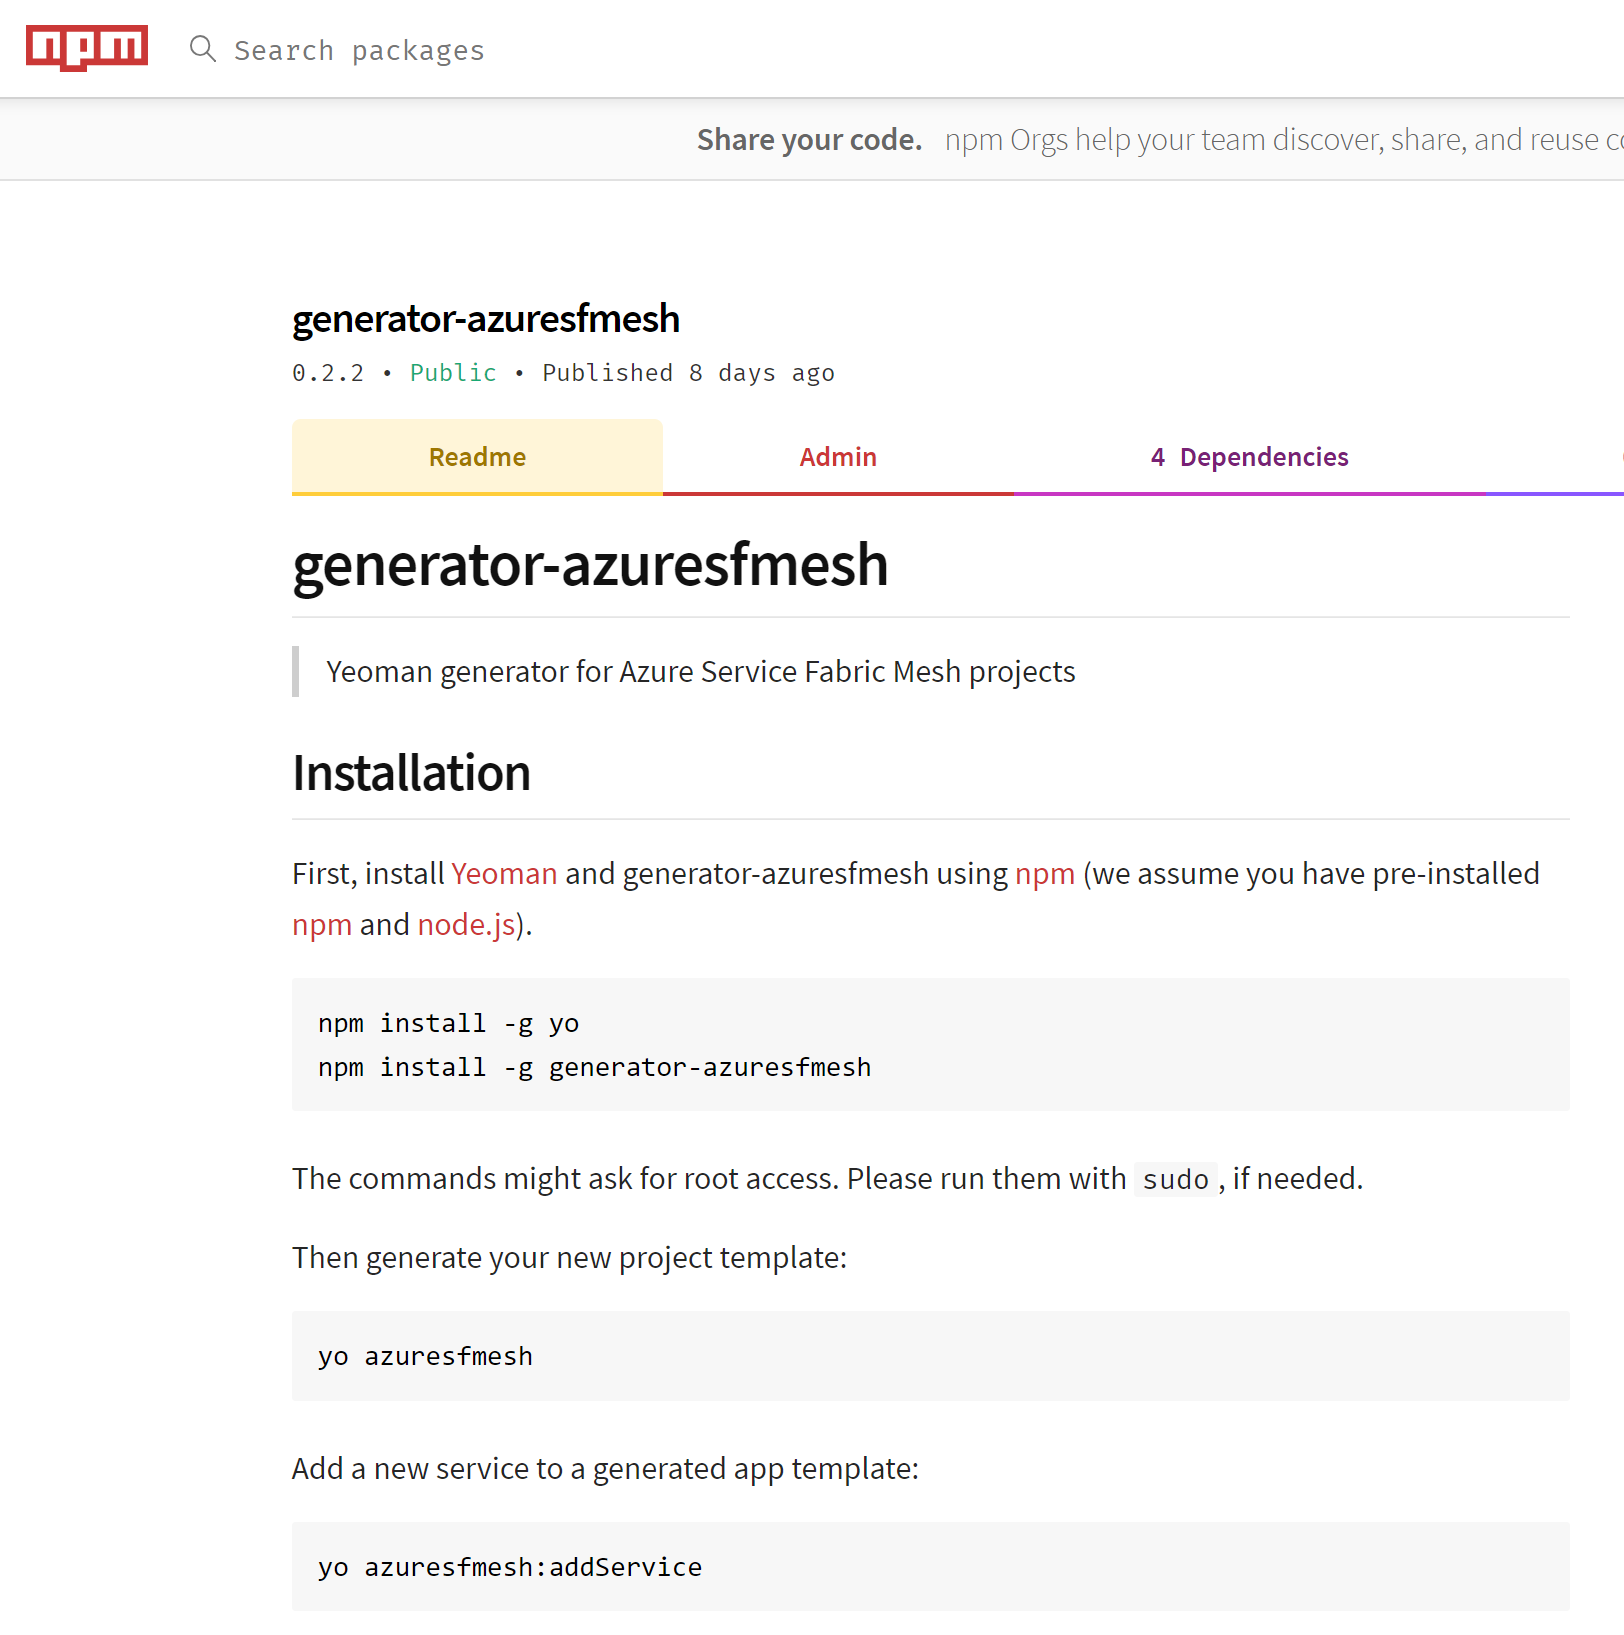 npm
Search packages
Share your code. npm Orgs help your team discover, share, and reuse
generator-azuresfmesh
0.2.2 • Public • Published 8 days ago
Readme Admin 4 Dependencies
generator-azuresfmesh
Yeoman generator for Azure Service Fabric Mesh projects
Installation
First, install Yeoman and generator-azuresfmesh using npm (we assume you have pre-installed
npm and node.js).
npm install -g yo
npm install -g generator-azuresfmesh
The commands might ask for root access. Please run them with sudo, if needed.
Then generate your new project template:
yo azuresfmesh
Add a new service to a generated app template:
yo azuresfmesh:addService